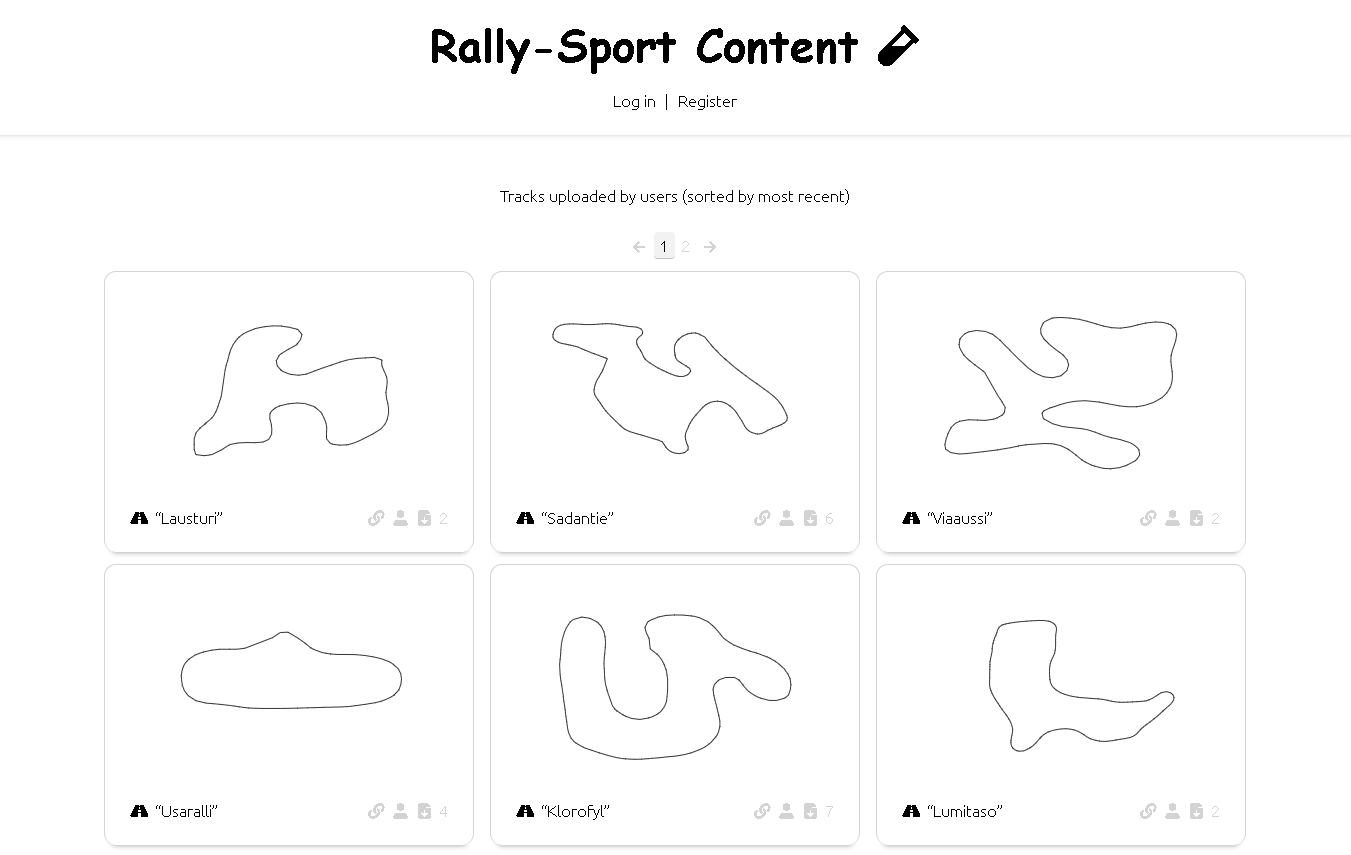 Rally-Sport Content
Log in | Register
Tracks uploaded by users (sorted by most recent)
← 1 2 →
“Lausturi” 2
“Sadantie” 6
“Viaaussi” 2
“Usaralli” 4
“Klorofyl” 7
“Lumitaso” 2